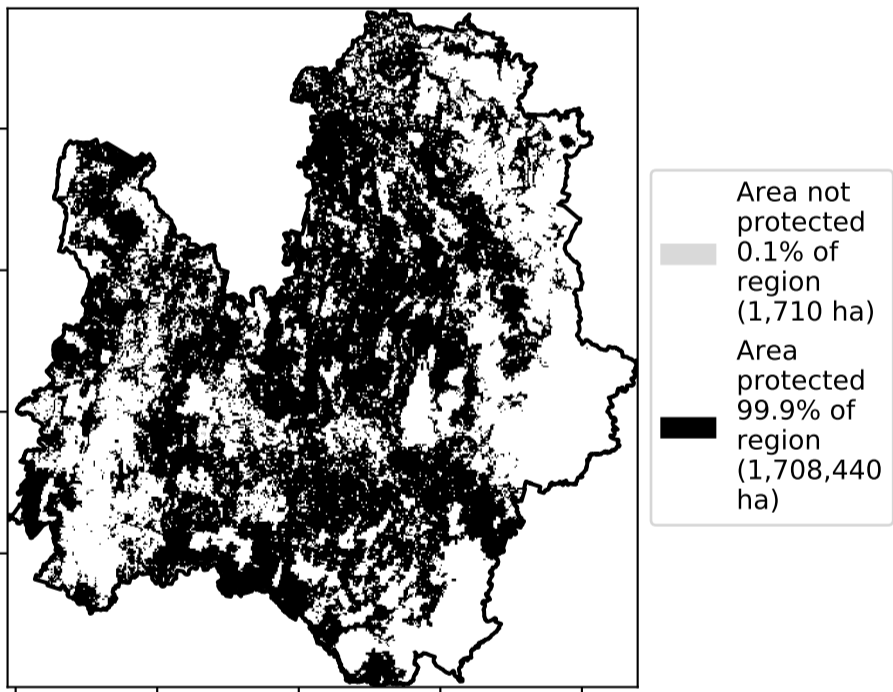 Area not
protected
0.1% of
region
(1,710 ha)
Area
protected
99.9% of
region
(1,708,440
ha)